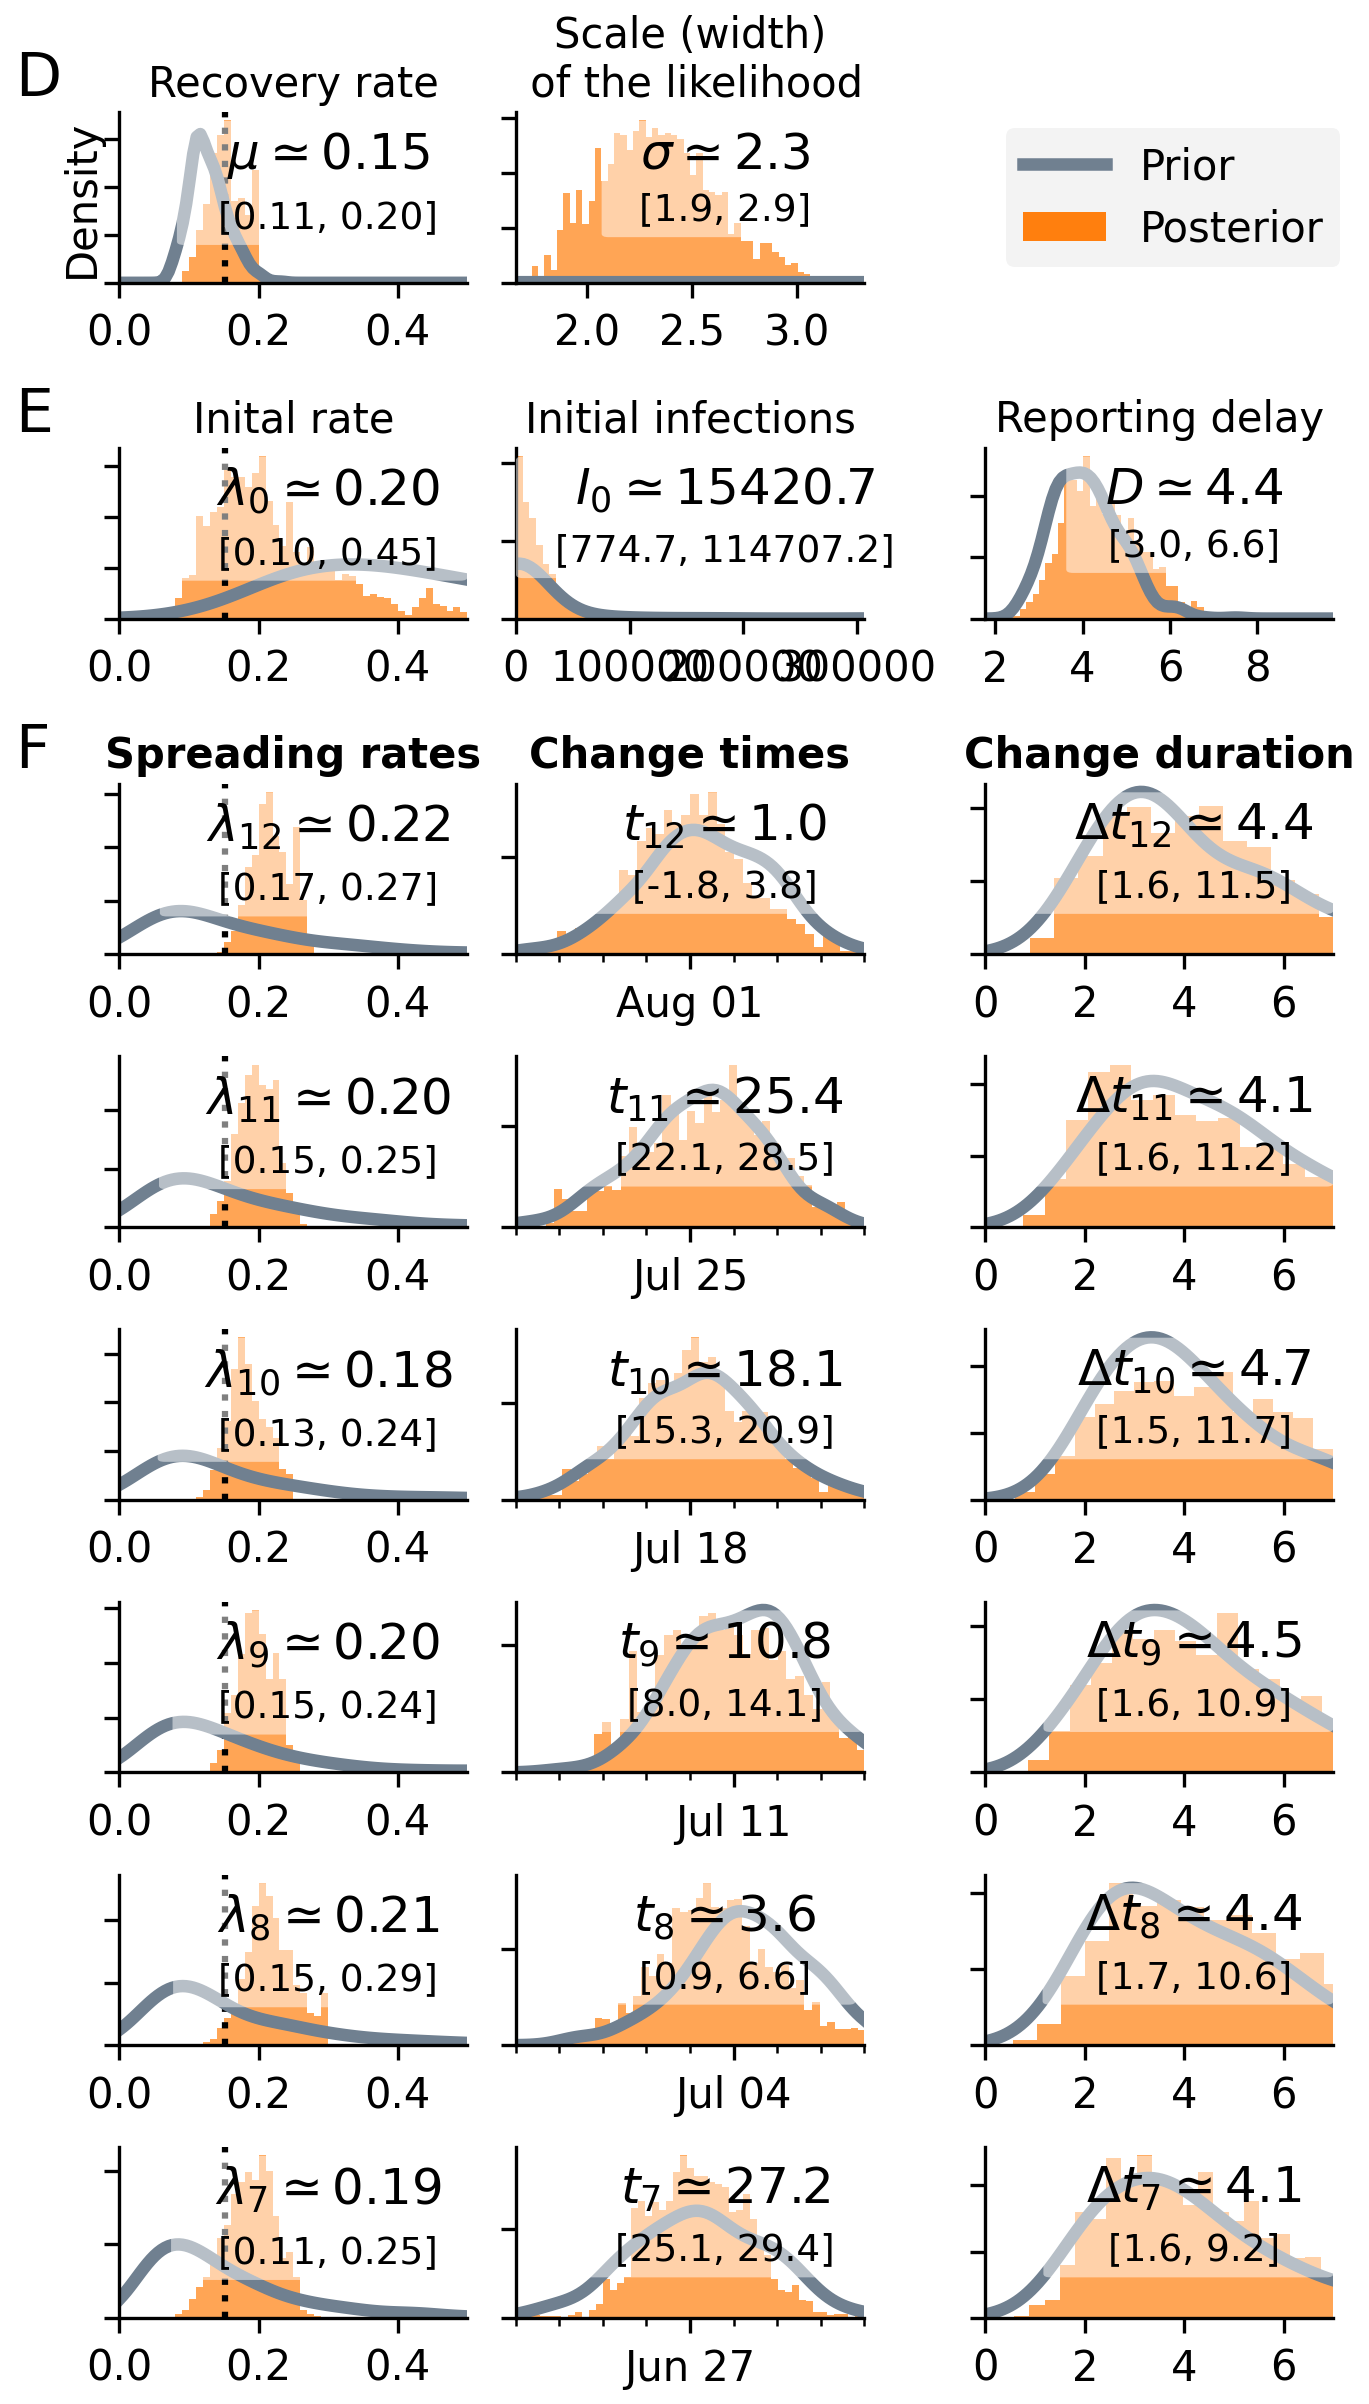 D
Recovery rate
Scale (width)
of the likelihood
Density
μ ≃ 0.15
[0.11, 0.20]
0.0 0.2 0.4
σ ≃ 2.3
[1.9, 2.9]
2.0 2.5 3.0
Prior
Posterior
E
Inital rate
λ0 ≃ 0.20
[0.10, 0.45]
0.0 0.2 0.4
Initial infections
I0 ≃ 15420.7
[774.7, 114707.2]
0 100000 200000 300000
Reporting delay
D ≃ 4.4
[3.0, 6.6]
2 4 6 8
F
Spreading rates
Change times
Change duration
λ12 ≃ 0.22
[0.17, 0.27]
0.0 0.2 0.4
t12 ≃ 1.0
[-1.8, 3.8]
Aug 01
Δt12 ≃ 4.4
[1.6, 11.5]
0 2 4 6
λ11 ≃ 0.20
[0.15, 0.25]
0.0 0.2 0.4
t11 ≃ 25.4
[22.1, 28.5]
Jul 25
Δt11 ≃ 4.1
[1.6, 11.2]
0 2 4 6
λ10 ≃ 0.18
[0.13, 0.24]
0.0 0.2 0.4
t10 ≃ 18.1
[15.3, 20.9]
Jul 18
Δt10 ≃ 4.7
[1.5, 11.7]
0 2 4 6
λ9 ≃ 0.20
[0.15, 0.24]
0.0 0.2 0.4
t9 ≃ 10.8
[8.0, 14.1]
Jul 11
Δt9 ≃ 4.5
[1.6, 10.9]
0 2 4 6
λ8 ≃ 0.21
[0.15, 0.29]
0.0 0.2 0.4
t8 ≃ 3.6
[0.9, 6.6]
Jul 04
Δt8 ≃ 4.4
[1.7, 10.6]
0 2 4 6
λ7 ≃ 0.19
[0.11, 0.25]
0.0 0.2 0.4
t7 ≃ 27.2
[25.1, 29.4]
Jun 27
Δt7 ≃ 4.1
[1.6, 9.2]
0 2 4 6